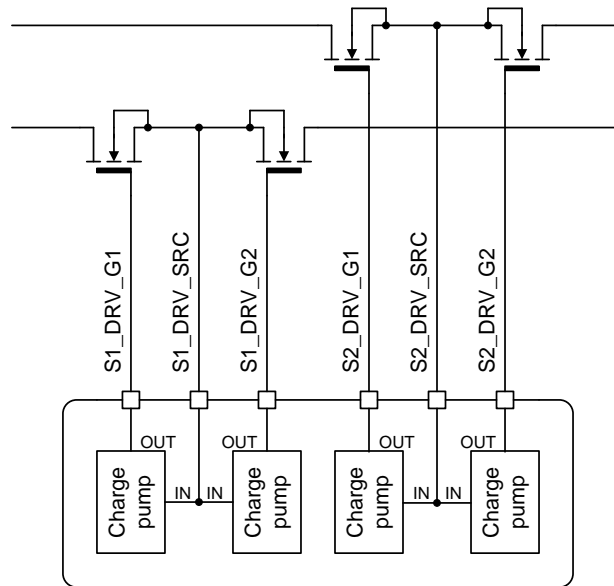 S1_DRV_G1
S1_DRV_SRC
S1_DRV_G2
S2_DRV_G1
S2_DRV_SRC
S2_DRV_G2
OUT
OUT
OUT
OUT
Charge
pump
IN
IN
Charge
pump
Charge
pump
IN
IN
Charge
pump